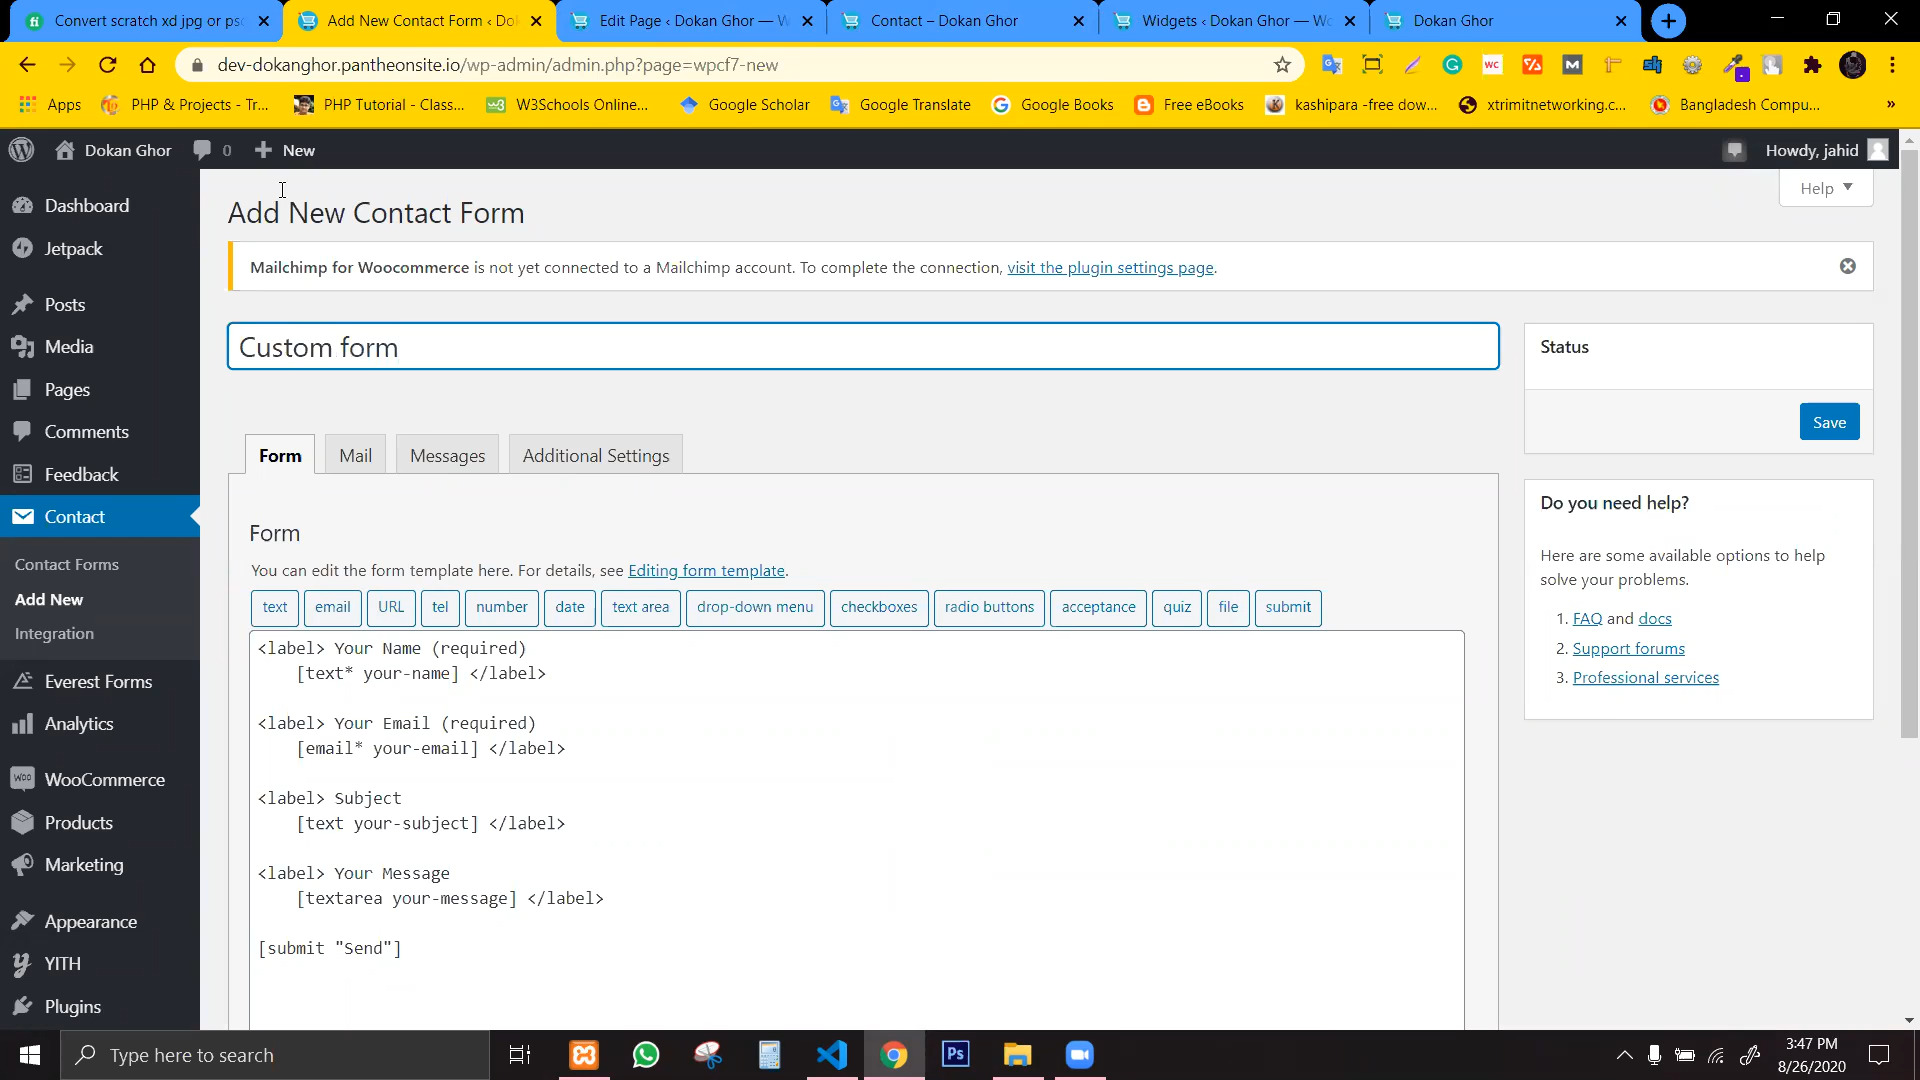 Convert scratch xd jpg or psd
Add New Contact Form ‹ Do
Edit Page ‹ Dokan Ghor — W
Contact – Dokan Ghor
Widgets ‹ Dokan Ghor — Wo
Dokan Ghor
dev-dokanghor.pantheonsite.io/wp-admin/admin.php?page=wpcf7-new
Apps
PHP & Projects - Tr...
PHP Tutorial - Class...
W3Schools Online...
Google Scholar
Google Translate
Google Books
Free eBooks
kashipara -free dow...
xtrimitnetworking.c...
Bangladesh Compu...
»
Dokan Ghor
0
New
Howdy, jahid
Help
Dashboard
Jetpack
Posts
Media
Pages
Comments
Feedback
Contact
Contact Forms
Add New
Integration
Everest Forms
Analytics
WooCommerce
Products
Marketing
Appearance
YITH
Plugins
Add New Contact Form
Mailchimp for Woocommerce is not yet connected to a Mailchimp account. To complete the connection, visit the plugin settings page.
Custom form
Form
Mail
Messages
Additional Settings
Form
You can edit the form template here. For details, see Editing form template.
text
email
URL
tel
number
date
text area
drop-down menu
checkboxes
radio buttons
acceptance
quiz
file
submit
<label> Your Name (required)
[text* your-name] </label>
<label> Your Email (required)
[email* your-email] </label>
<label> Subject
[text your-subject] </label>
<label> Your Message
[textarea your-message] </label>
[submit "Send"]
Status
Save
Do you need help?
Here are some available options to help
solve your problems.
1. FAQ and docs
2. Support forums
3. Professional services
Type here to search
3:47 PM
8/26/2020